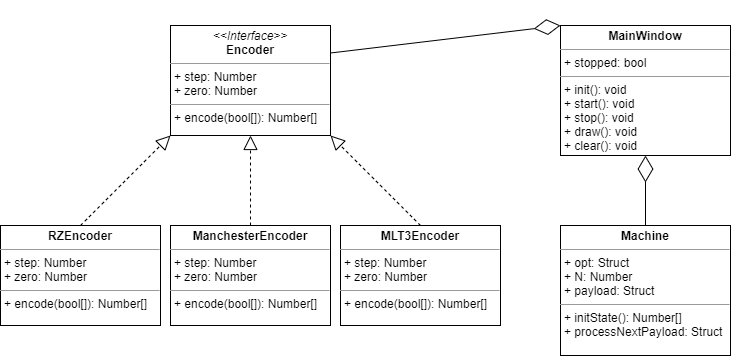 <<Interface>>
Encoder
+ step: Number
+ zero: Number
+ encode(bool[]): Number[]
MainWindow
+ stopped: bool
+ init(): void
+ start(): void
+ stop(): void
+ draw(): void
+ clear(): void
RZEncoder
+ step: Number
+ zero: Number
+ encode(bool[]): Number[]
ManchesterEncoder
+ step: Number
+ zero: Number
+ encode(bool[]): Number[]
MLT3Encoder
+ step: Number
+ zero: Number
+ encode(bool[]): Number[]
Machine
+ opt: Struct
+ N: Number
+ payload: Struct
+ initState(): Number[]
+ processNextPayload: Struct